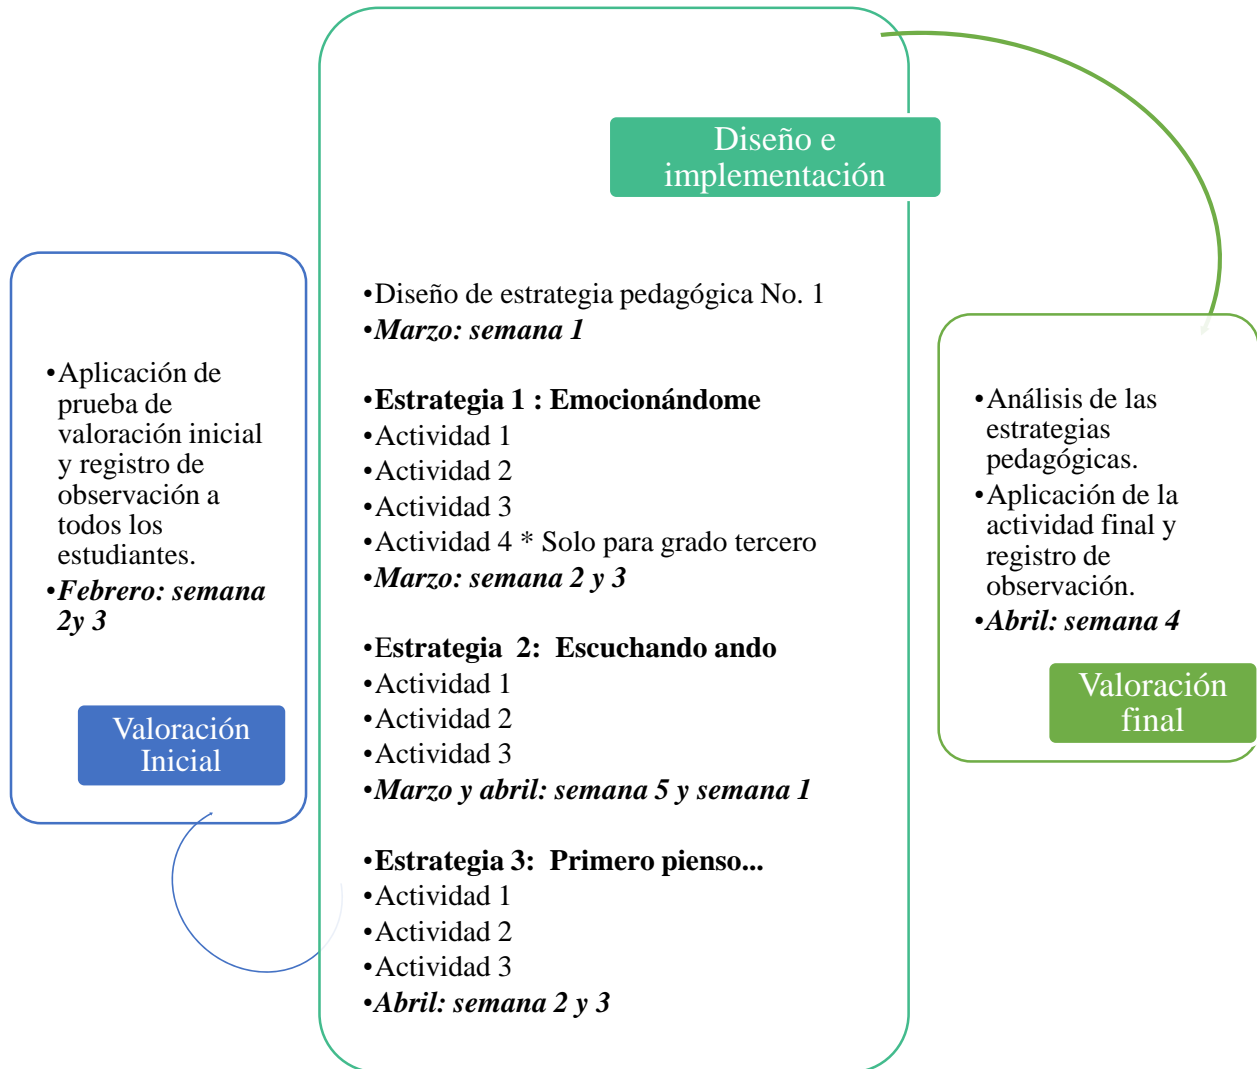 •Aplicación de
prueba de
valoración inicial
y registro de
observación a
todos los
estudiantes.
•Febrero: semana
2y 3
Valoración
Inicial
Diseño e
implementación
•Diseño de estrategia pedagógica No. 1
•Marzo: semana 1
•Estrategia 1 : Emocionándome
•Actividad 1
•Actividad 2
•Actividad 3
•Actividad 4 * Solo para grado tercero
•Marzo: semana 2 y 3
•Estrategia  2:  Escuchando ando
•Actividad 1
•Actividad 2
•Actividad 3
•Marzo y abril: semana 5 y semana 1
•Estrategia 3:  Primero pienso...
•Actividad 1
•Actividad 2
•Actividad 3
•Abril: semana 2 y 3
•Análisis de las
estrategias
pedagógicas.
•Aplicación de la
actividad final y
registro de
observación.
•Abril: semana 4
Valoración
final